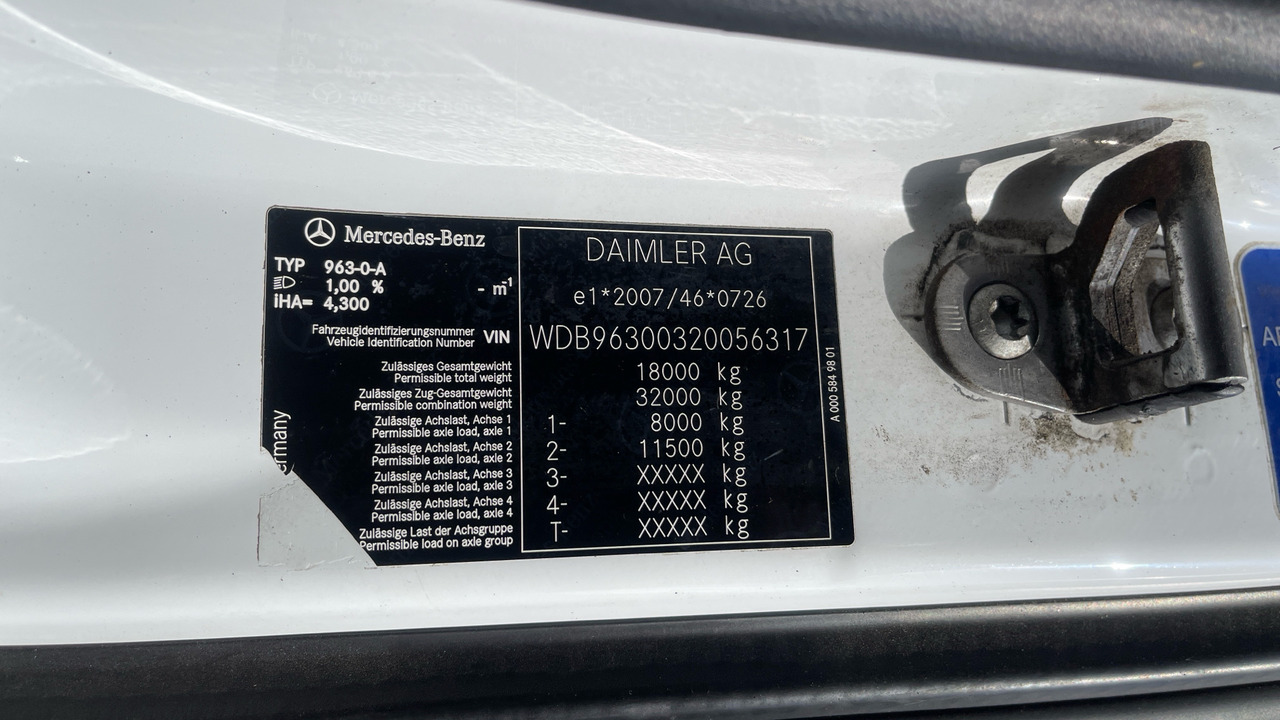 Mercedes-Benz
TYP 963-0-A
1,00 % - m-1
iHA= 4,300
DAIMLER AG
e1*2007/46*0726
Fahrzeugidentifizierungsnummer
Vehicle Identification Number VIN WDB96300320056317
Zulässiges Gesamtgewicht
Permissible total weight 18000 kg
Zulässiges Zug-Gesamtgewicht
Permissible combination weight 32000 kg
Zulässige Achslast, Achse 1
Permissible axle load, axle 1 1- 8000 kg
Zulässige Achslast, Achse 2
Permissible axle load, axle 2 2- 11500 kg
Zulässige Achslast, Achse 3
Permissible axle load, axle 3 3- XXXXX kg
Zulässige Achslast, Achse 4
Permissible axle load, axle 4 4- XXXXX kg
Zulässige Last der Achsgruppe
Permissible load on axle group T- XXXXX kg
ermany
A 000 584 98 01